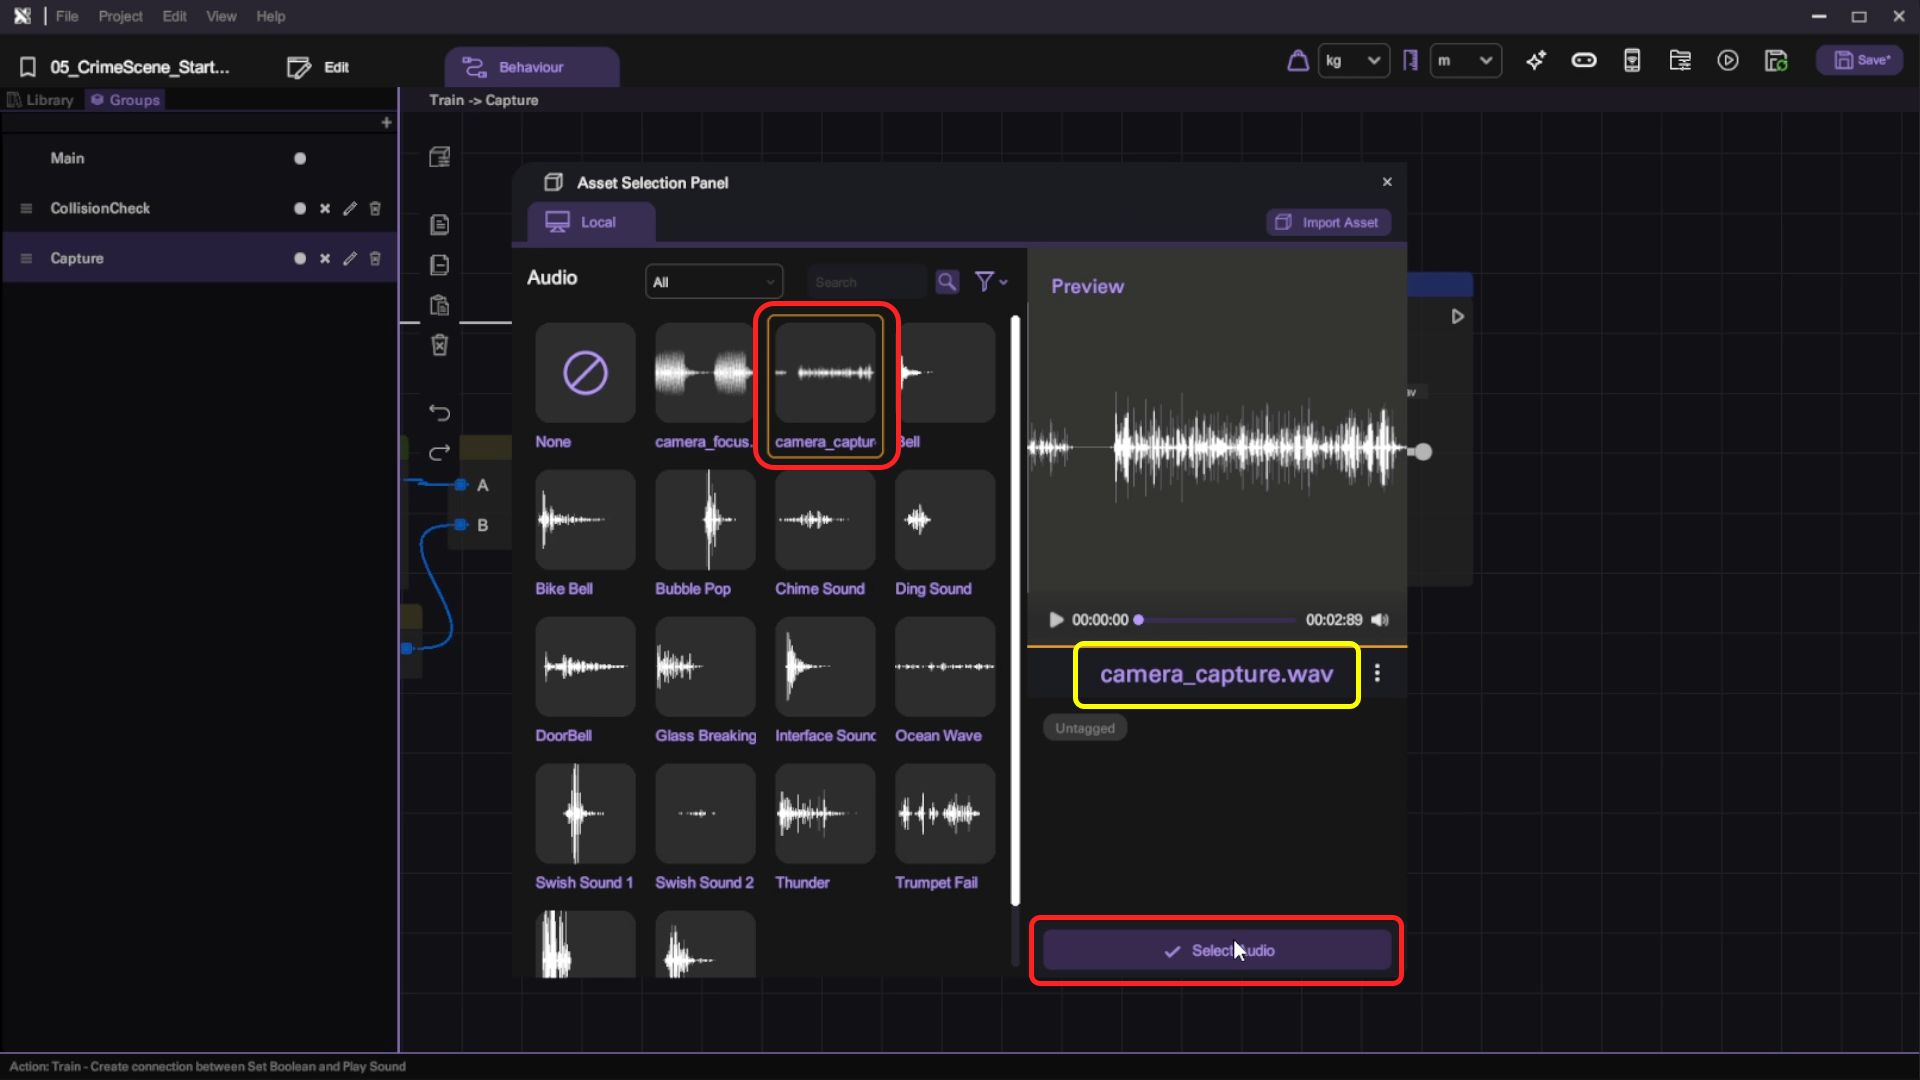 File Project Edit View Help
05_CrimeScene_Start... Edit Behaviour kg m Save*
Library Groups Train -> Capture
+
Main
CollisionCheck
Capture
Asset Selection Panel
Local Import Asset
Audio All Search
Preview
None camera_focus. camera_captur Bell
A
B
Bike Bell Bubble Pop Chime Sound Ding Sound
00:00:00 00:02:89
camera_capture.wav
Untagged
DoorBell Glass Breaking Interface Sound Ocean Wave
Swish Sound 1 Swish Sound 2 Thunder Trumpet Fail
Select Audio
Action: Train - Create connection between Set Boolean and Play Sound